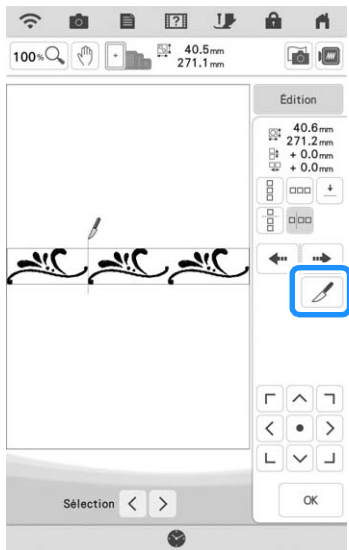 100%
40.5mm
271.1mm
Édition
40.6mm
271.2mm
+ 0.0mm
+ 0.0mm
Sélection
OK